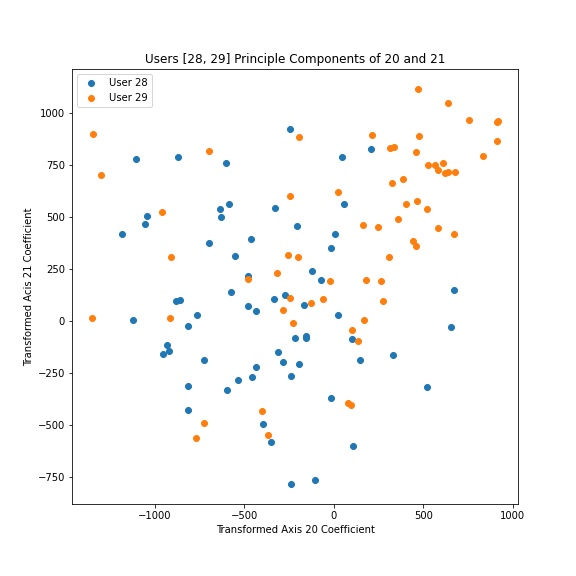 Users [28, 29] Principle Components of 20 and 21
User 28
User 29
Transformed Acis 21 Coefficient
1000
750
500
250
0
−250
−500
−750
−1000
−500
0
500
1000
Transformed Axis 20 Coefficient